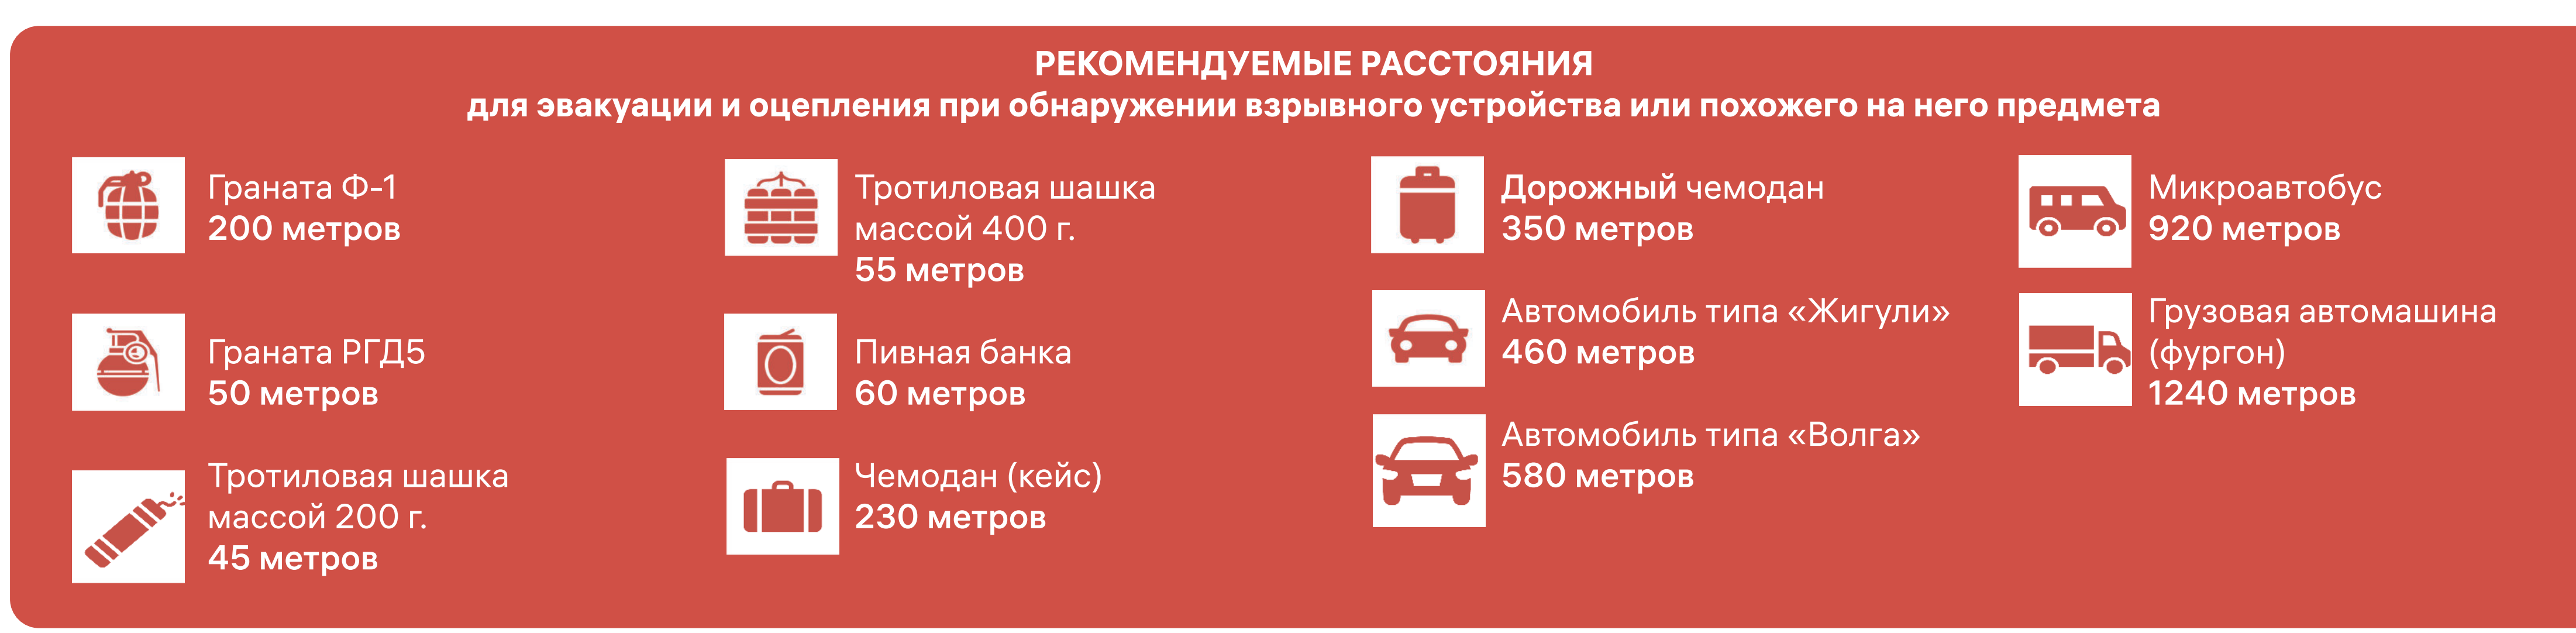 РЕКОМЕНДУЕМЫЕ РАССТОЯНИЯ
для эвакуации и оцепления при обнаружении взрывного устройства или похожего на него предмета
Граната Ф-1
200 метров
Граната РГД5
50 метров
Тротиловая шашка
массой 200 г.
45 метров
Тротиловая шашка
массой 400 г.
55 метров
Пивная банка
60 метров
Чемодан (кейс)
230 метров
Дорожный чемодан
350 метров
Автомобиль типа «Жигули»
460 метров
Автомобиль типа «Волга»
580 метров
Микроавтобус
920 метров
Грузовая автомашина
(фургон)
1240 метров